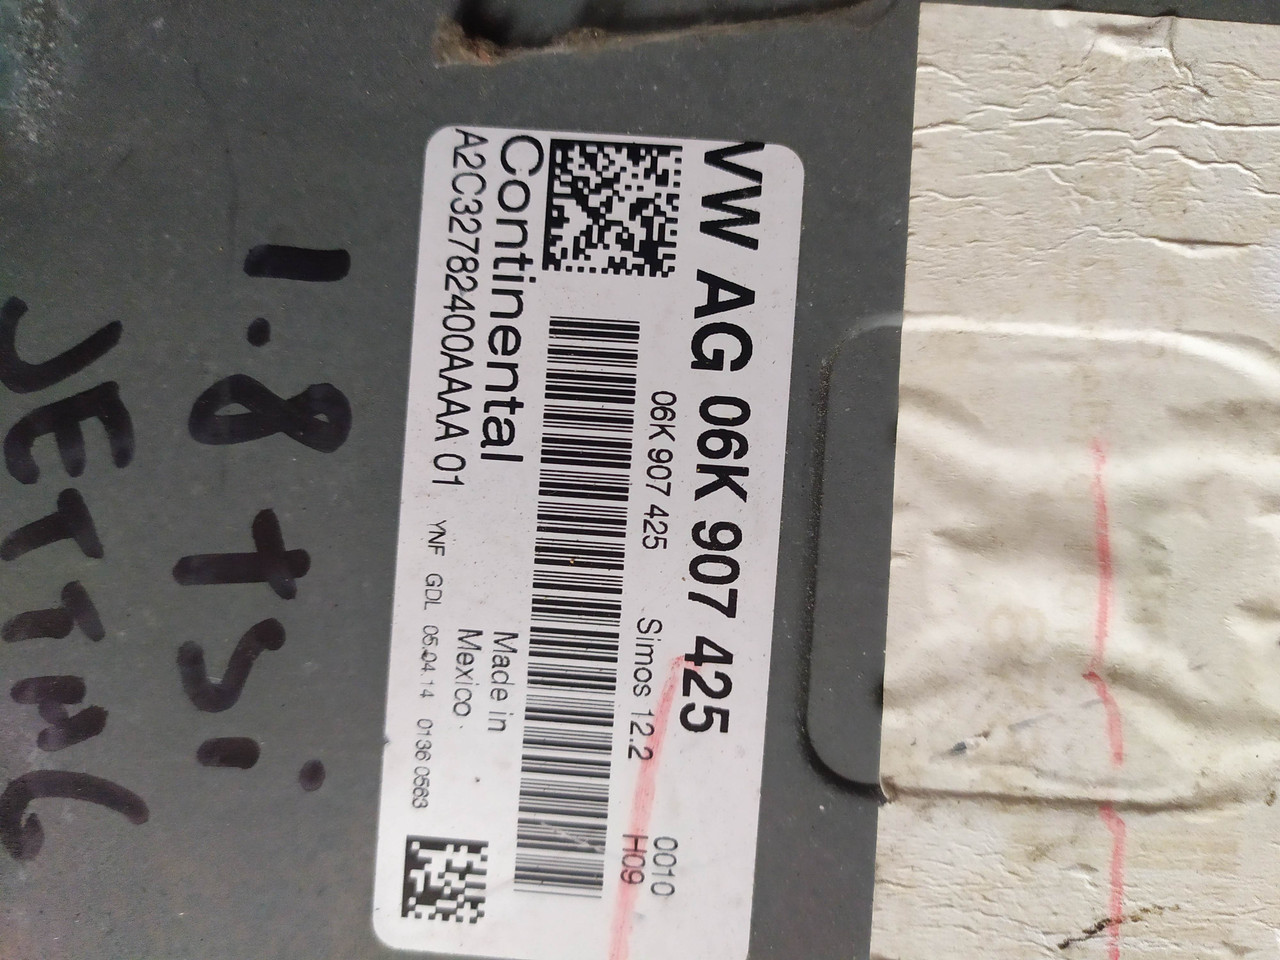 VW AG 06K 907 425
06K 907 425 Simos 12.2 0010
H09
Continental
A2C32782400AAAA 01
Made in
Mexico
YNF GDL 05.04.14 0136 0563
1.8 tsi
JETTA